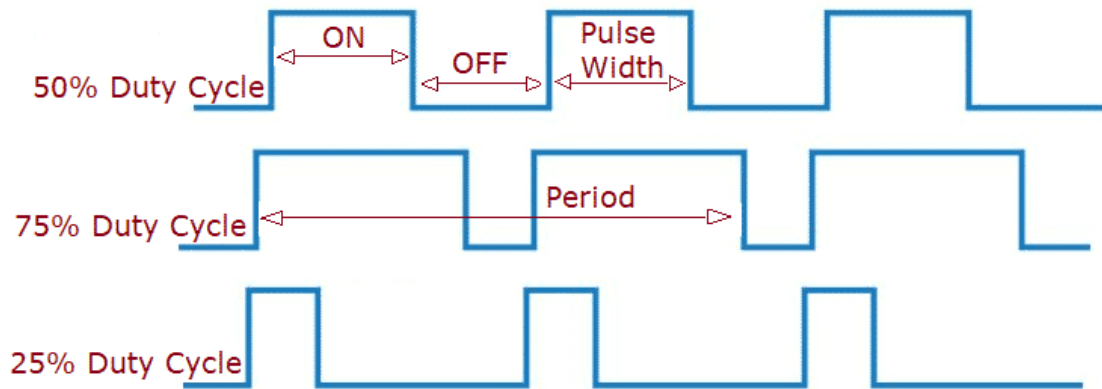 ON
OFF
Pulse
Width
50% Duty Cycle
Period
75% Duty Cycle
25% Duty Cycle